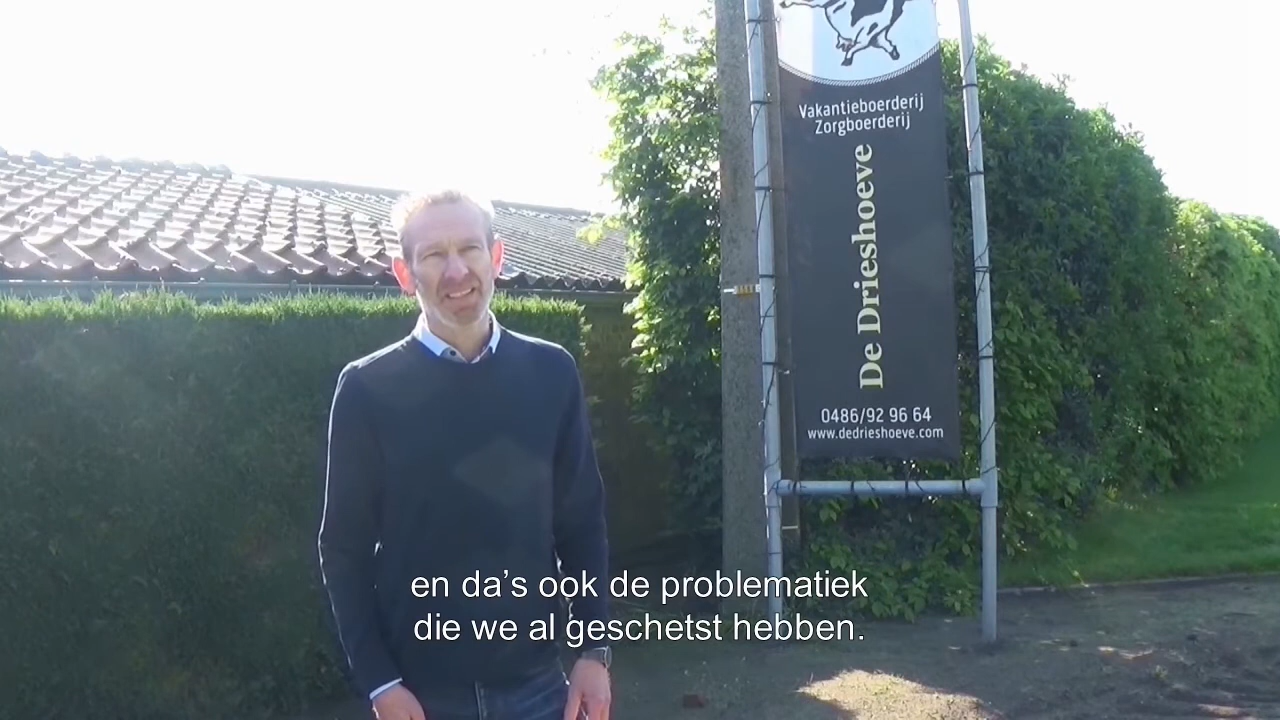 Vakantieboerderij
Zorgboerderij
De Drieshoeve
0486/92 96 64
www.dedrieshoeve.com
en da's ook de problematiek
die we al geschetst hebben.